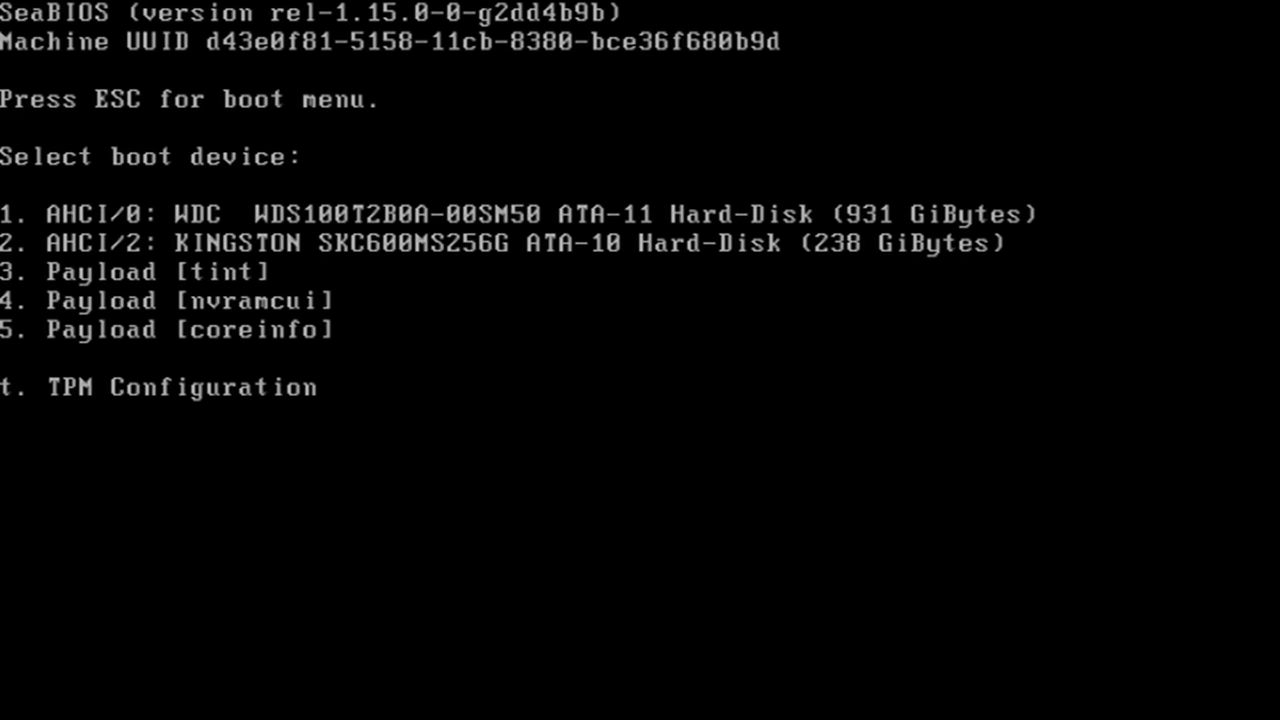 SeaBIOS (version rel-1.15.0-0-g2dd4b9b)
Machine UUID d43e0f81-5158-11cb-8380-bce36f680b9d
Press ESC for boot menu.
Select boot device:
1. AHCI/0: WDC  WDS100T2B0A-00SM50 ATA-11 Hard-Disk (931 GiBytes)
2. AHCI/2: KINGSTON SKC600MS256G ATA-10 Hard-Disk (238 GiBytes)
3. Payload [tint]
4. Payload [nvramcui]
5. Payload [coreinfo]
t. TPM Configuration